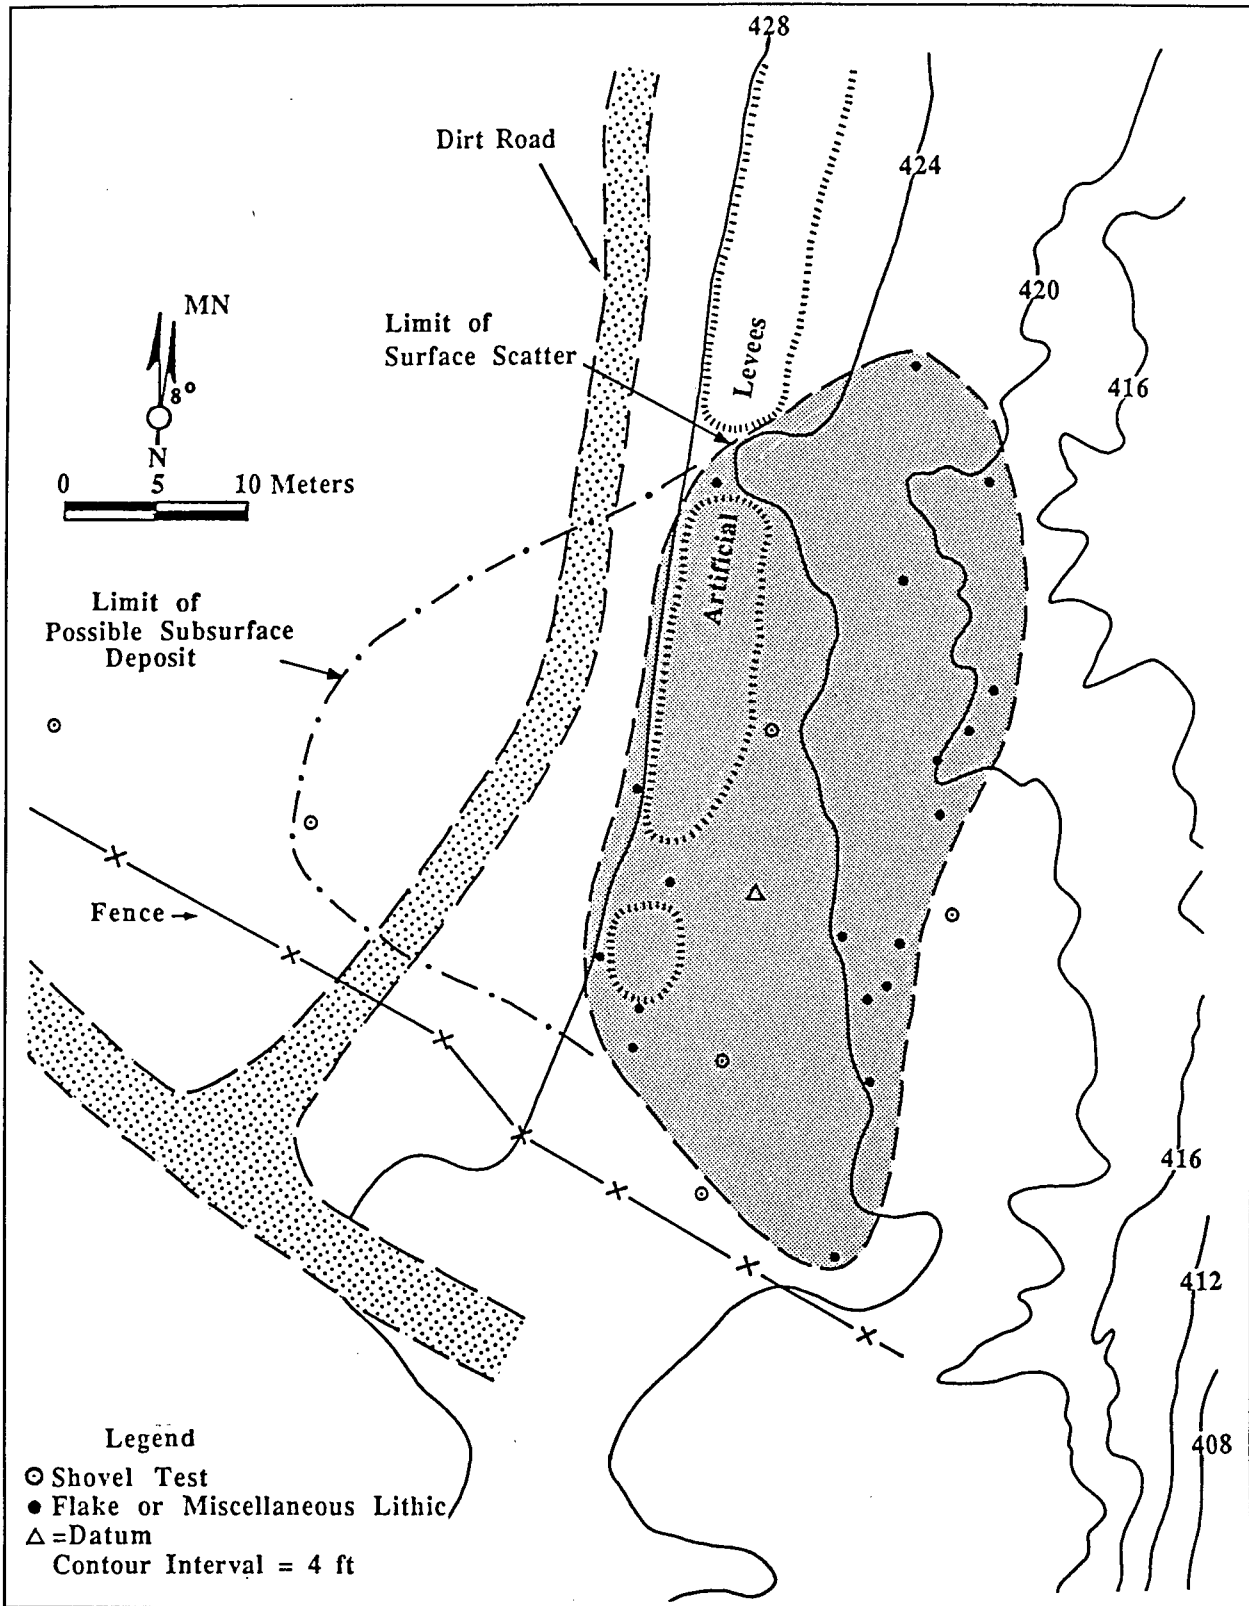 428
Dirt Road
424
420
MN
8°
Limit of
Surface Scatter
Levees
416
N
0 5 10 Meters
Artificial
Limit of
Possible Subsurface
Deposit
Fence
416
412
408
Legend
Shovel Test
Flake or Miscellaneous Lithic
=Datum
Contour Interval = 4 ft